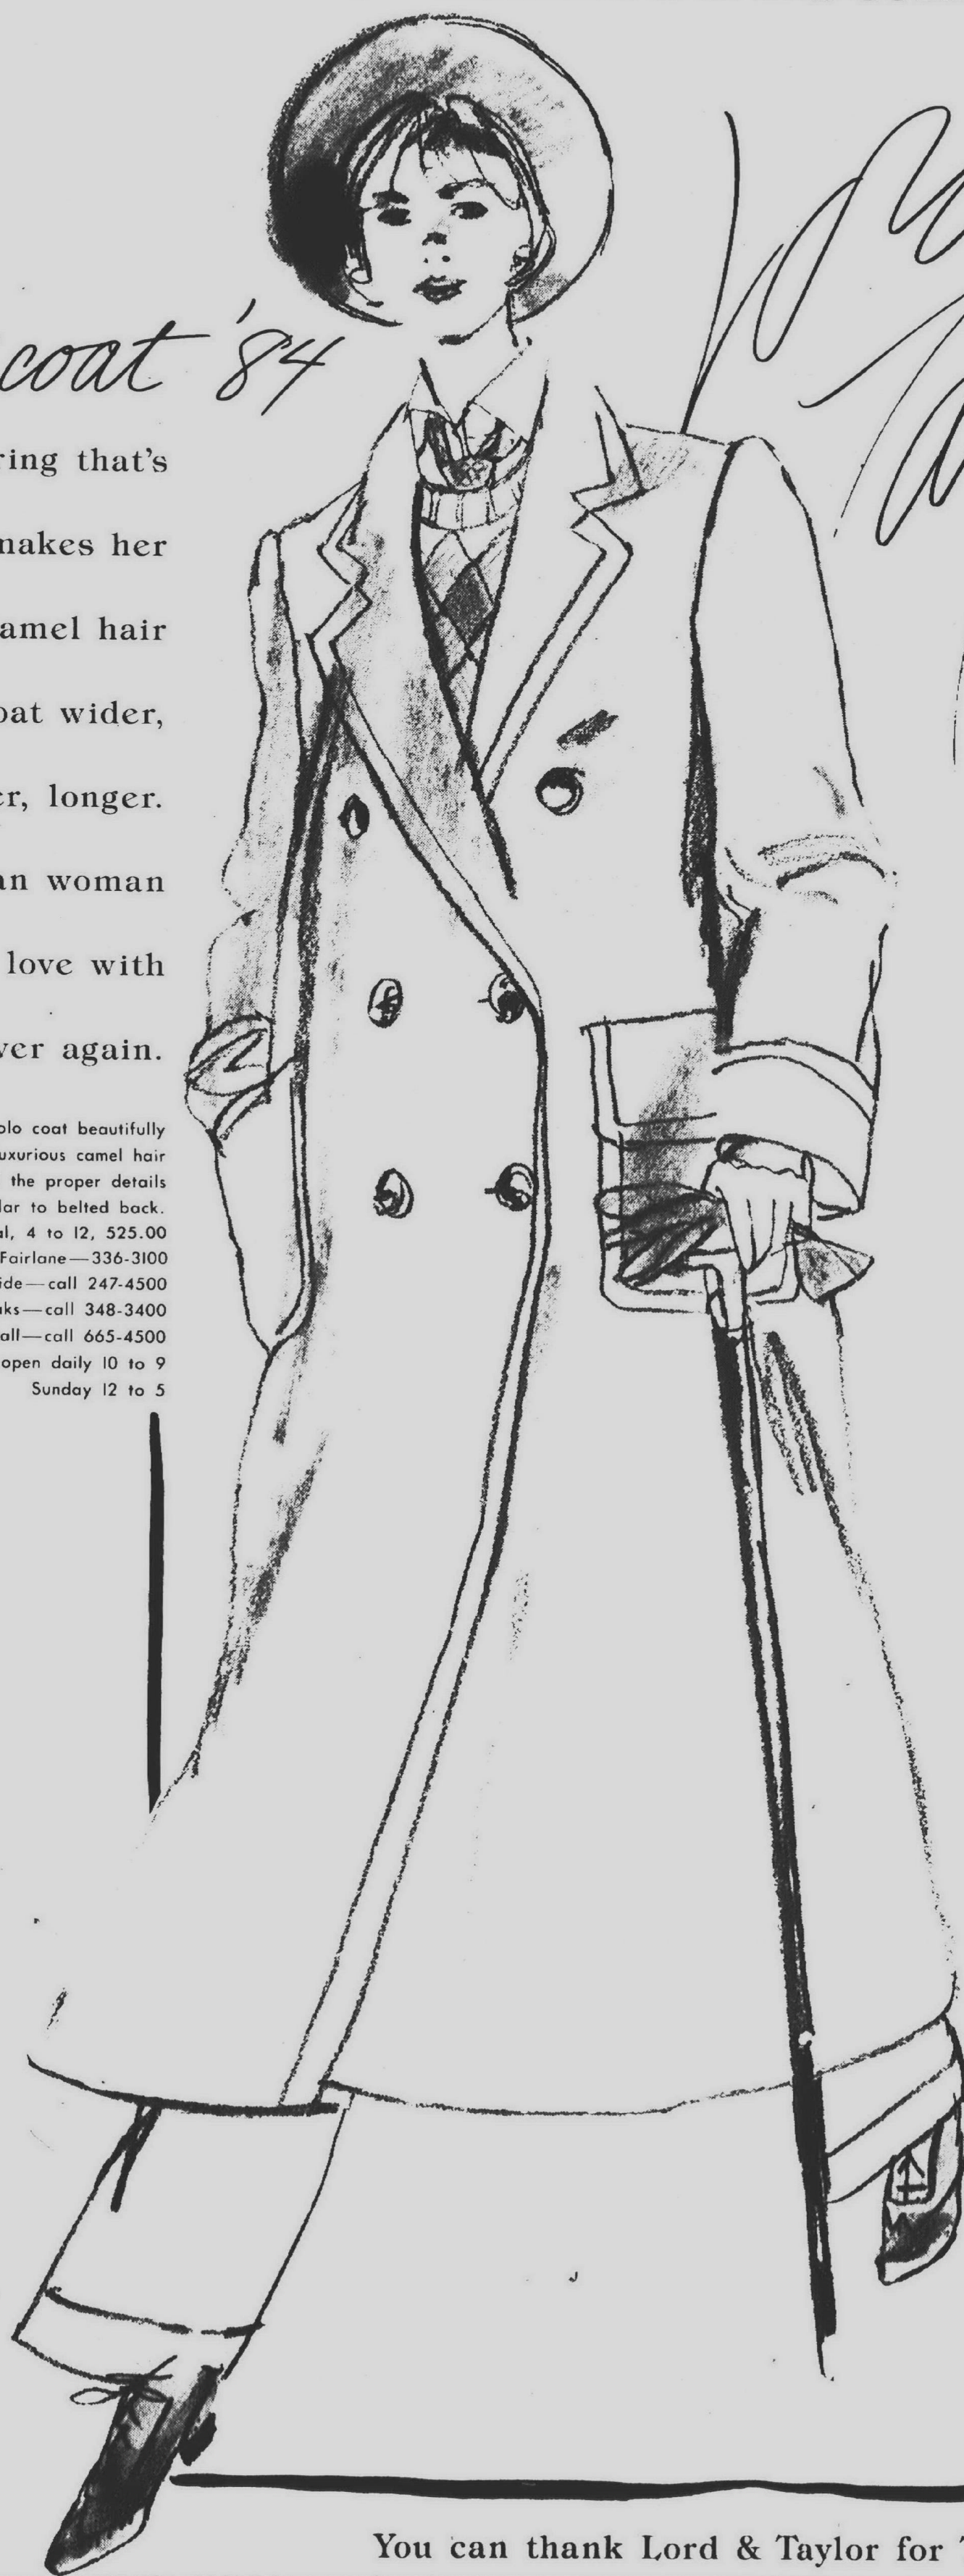 coat '84
ring that's
makes her
camel hair
oat wider,
er, longer.
an woman
love with
ver again.
olo coat beautifully
uxurious camel hair
the proper details
lar to belted back.
al, 4 to 12, 525.00
Fairlane—336-3100
ide—call 247-4500
aks—call 348-3400
all—call 665-4500
open daily 10 to 9
Sunday 12 to 5
You can thank Lord & Taylor for